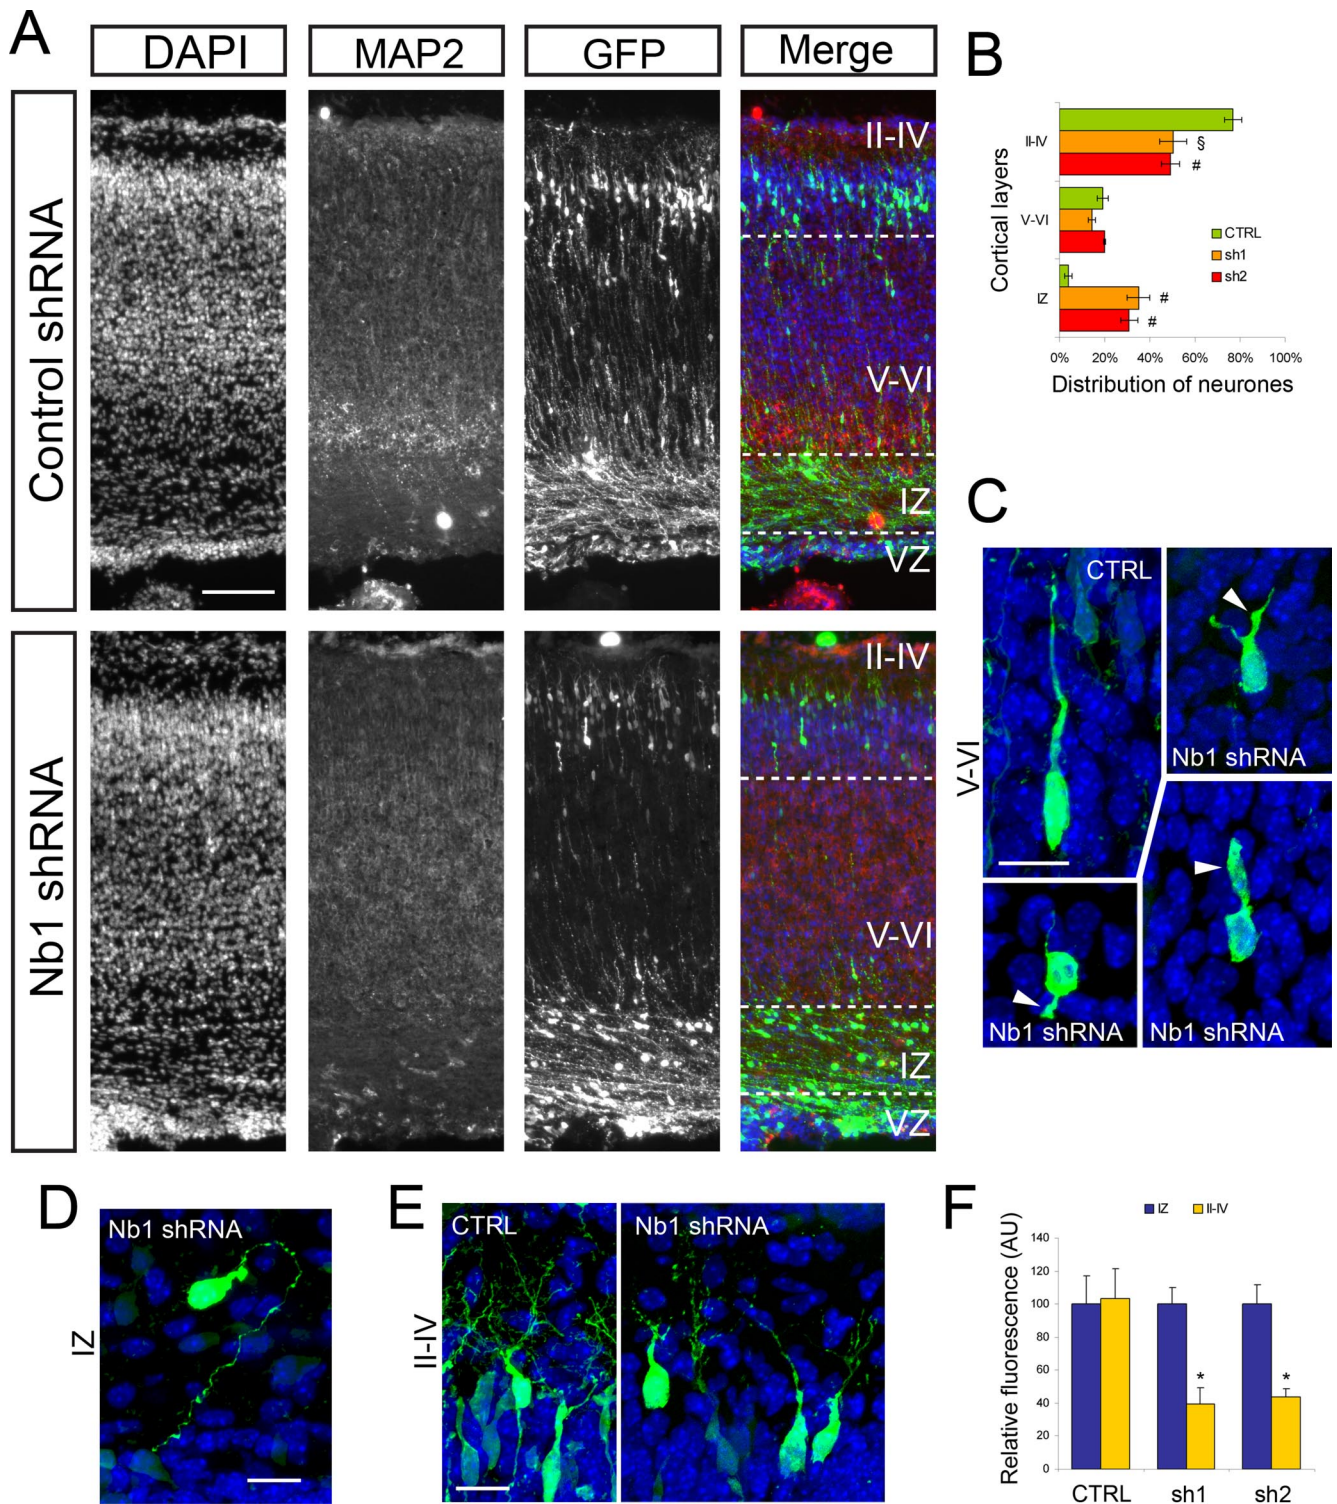 A
DAPI
MAP2
GFP
Merge
Control shRNA
II-IV
V-VI
IZ
VZ
Nb1 shRNA
II-IV
V-VI
IZ
VZ
B
Cortical layers
II-IV
V-VI
IZ
§
#
#
#
CTRL
sh1
sh2
0% 20% 40% 60% 80% 100%
Distribution of neurones
C
V-VI
CTRL
Nb1 shRNA
Nb1 shRNA
Nb1 shRNA
D
IZ
Nb1 shRNA
E
II-IV
CTRL
Nb1 shRNA
F
IZ II-IV
Relative fluorescence (AU)
140
120
100
80
60
40
20
0
* *
CTRL sh1 sh2